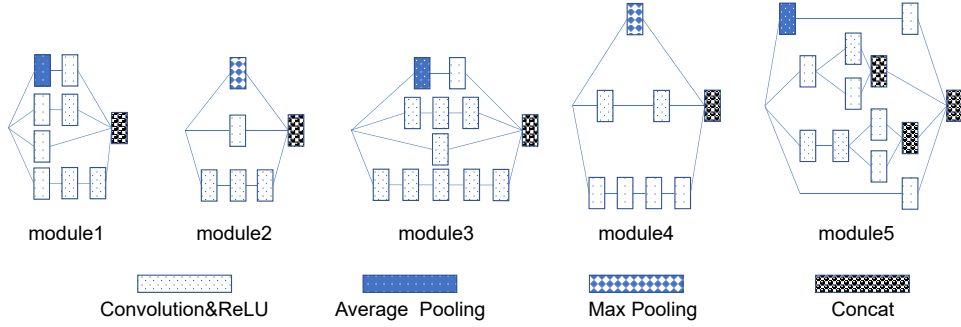 module1 module2 module3 module4 module5
Convolution&ReLU Average Pooling Max Pooling Concat